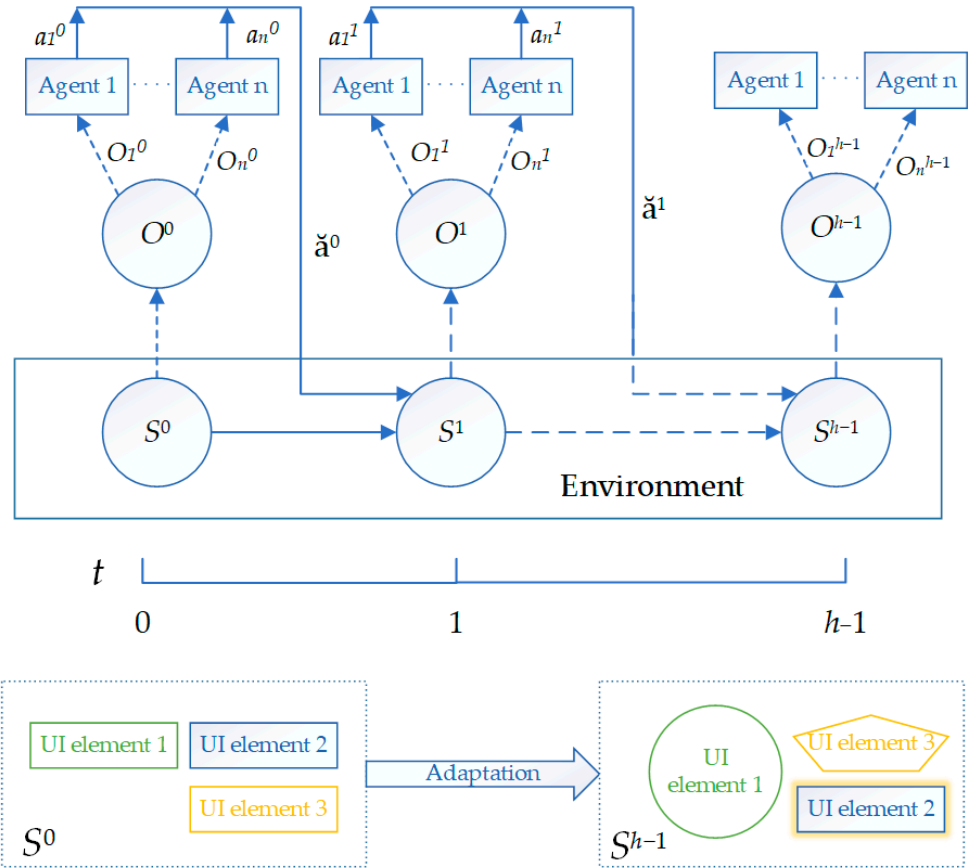 a₁⁰ aₙ⁰ a₁¹ aₙ¹
Agent 1 ····· Agent n Agent 1 ····· Agent n Agent 1 ····· Agent n
O₁⁰ Oₙ⁰ O₁¹ Oₙ¹ O₁ʰ⁻¹ Oₙʰ⁻¹
O⁰ ă⁰ O¹ ă¹ Oʰ⁻¹
S⁰ S¹ Sʰ⁻¹
Environment
t
0 1 h–1
UI element 1 UI element 2
UI element 3
S⁰
Adaptation
UI
element 1
UI element 3
UI element 2
Sʰ⁻¹